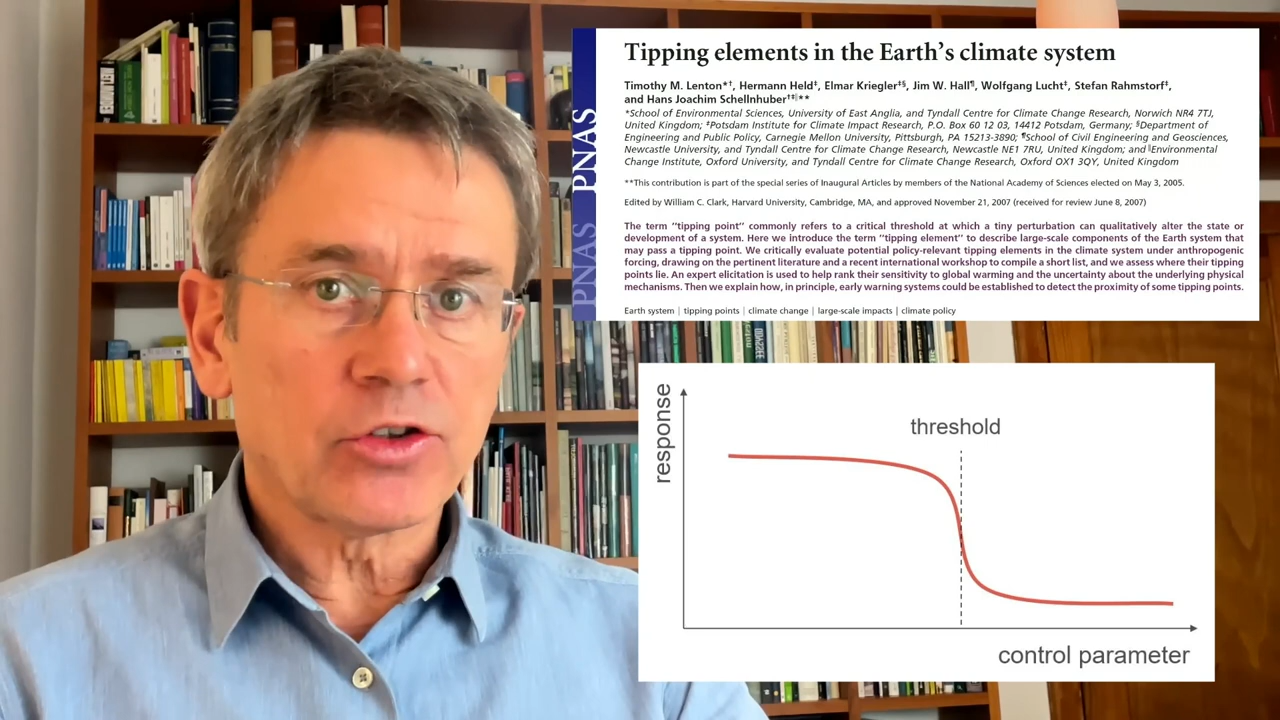 Tipping elements in the Earth's climate system
Timothy M. Lenton*†, Hermann Held‡, Elmar Kriegler‡§, Jim W. Hall¶, Wolfgang Lucht‡, Stefan Rahmstorf‡,
and Hans Joachim Schellnhuber†‡∥**
*School of Environmental Sciences, University of East Anglia, and Tyndall Centre for Climate Change Research, Norwich NR4 7TJ,
United Kingdom; ‡Potsdam Institute for Climate Impact Research, P.O. Box 60 12 03, 14412 Potsdam, Germany; §Department of
Engineering and Public Policy, Carnegie Mellon University, Pittsburgh, PA 15213-3890; ¶School of Civil Engineering and Geosciences,
Newcastle University, and Tyndall Centre for Climate Change Research, Newcastle NE1 7RU, United Kingdom; and ∥Environmental
Change Institute, Oxford University, and Tyndall Centre for Climate Change Research, Oxford OX1 3QY, United Kingdom
**This contribution is part of the special series of Inaugural Articles by members of the National Academy of Sciences elected on May 3, 2005.
Edited by William C. Clark, Harvard University, Cambridge, MA, and approved November 21, 2007 (received for review June 8, 2007)
The term "tipping point" commonly refers to a critical threshold at which a tiny perturbation can qualitatively alter the state or
development of a system. Here we introduce the term "tipping element" to describe large-scale components of the Earth system that
may pass a tipping point. We critically evaluate potential policy-relevant tipping elements in the climate system under anthropogenic
forcing, drawing on the pertinent literature and a recent international workshop to compile a short list, and we assess where their tipping
points lie. An expert elicitation is used to help rank their sensitivity to global warming and the uncertainty about the underlying physical
mechanisms. Then we explain how, in principle, early warning systems could be established to detect the proximity of some tipping points.
Earth system | tipping points | climate change | large-scale impacts | climate policy
PNAS
PNAS
response
threshold
control parameter